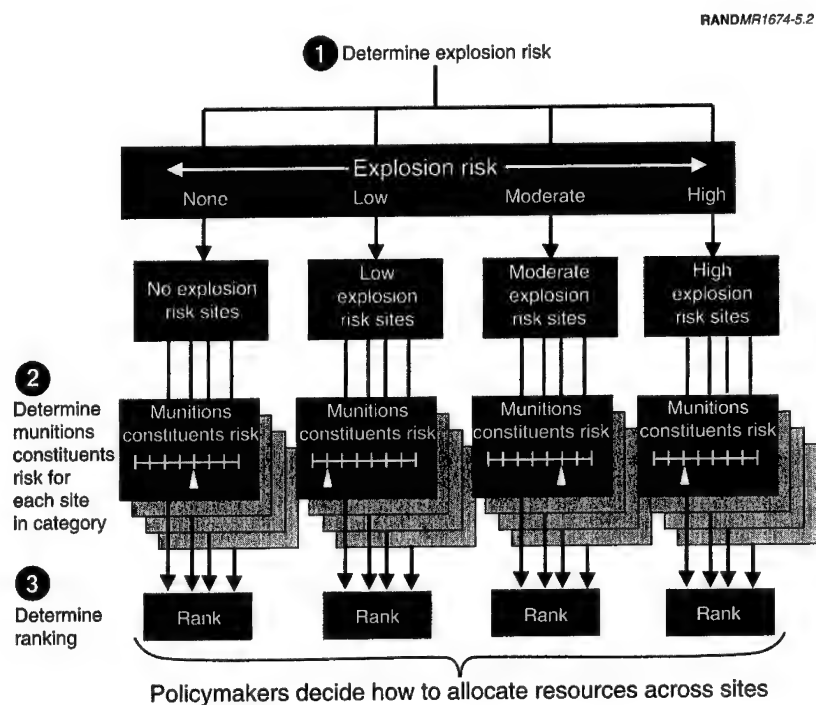 RANDMR1674-5.2
1 Determine explosion risk
Explosion risk
None Low Moderate High
No explosion
risk sites
Low
explosion
risk sites
Moderate
explosion
risk sites
High
explosion
risk sites
2
Determine
munitions
constituents
risk for
each site
in category
Munitions
constituents risk
Munitions
constituents risk
Munitions
constituents risk
Munitions
constituents risk
3
Determine
ranking
Rank
Rank
Rank
Rank
Policymakers decide how to allocate resources across sites